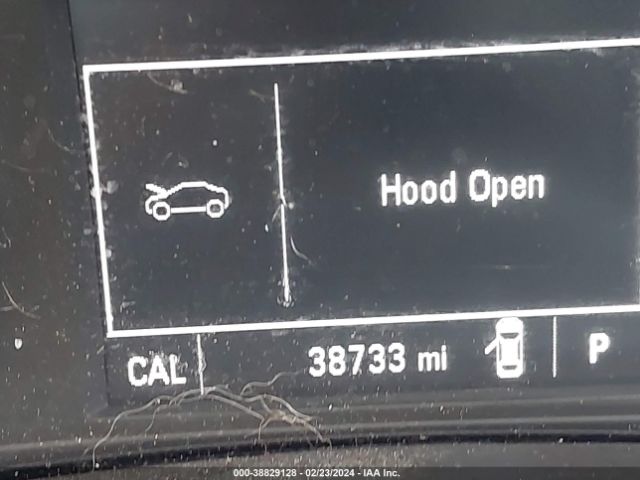 Hood Open
CAL 38733 mi P
000-38829128 - 02/23/2024 - IAA Inc.